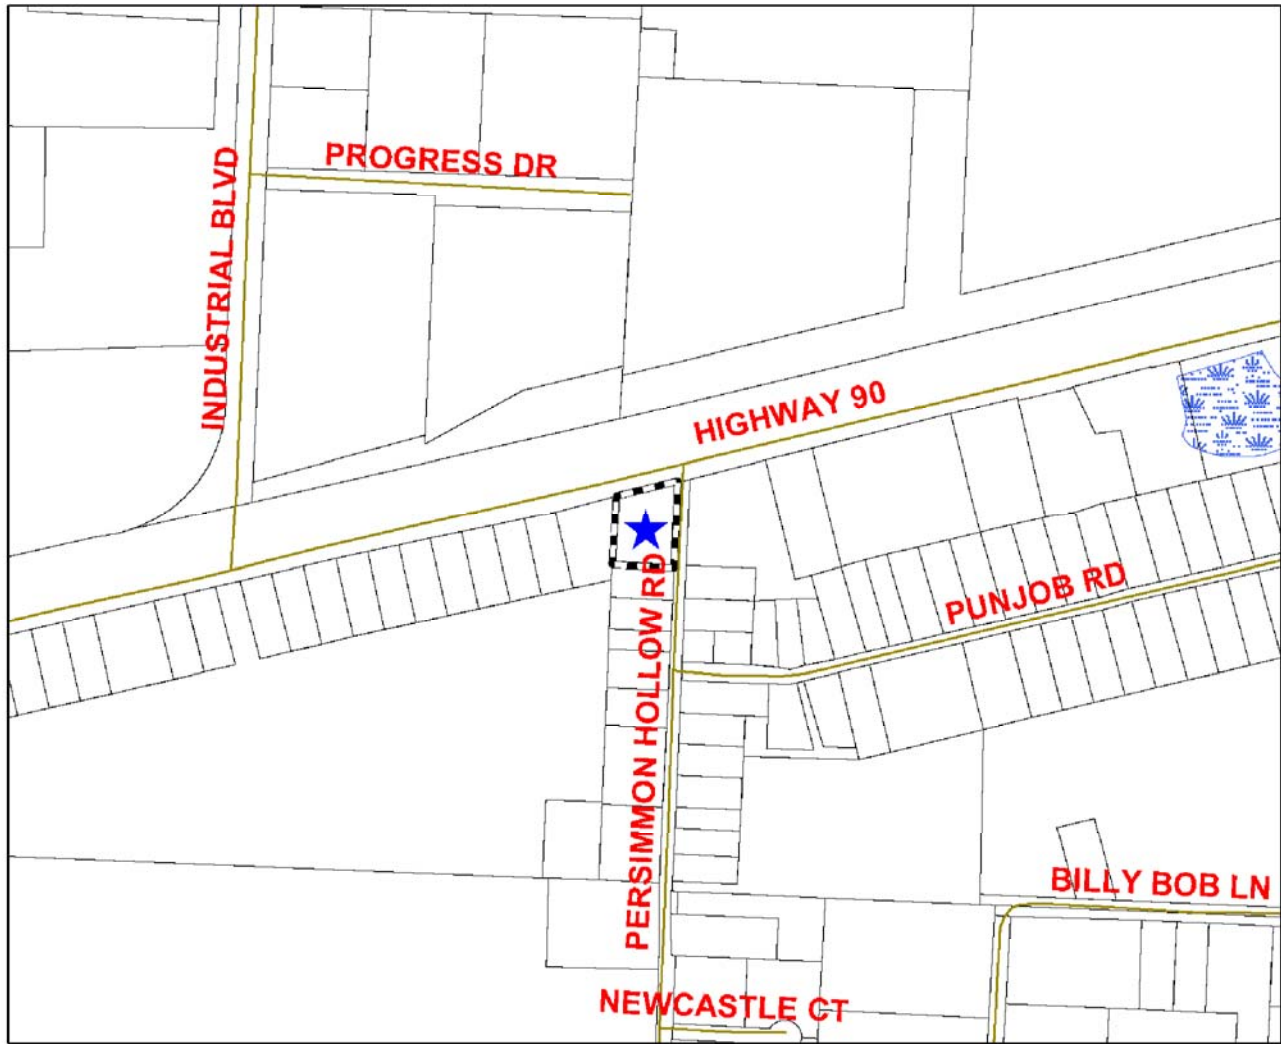 PROGRESS DR
INDUSTRIAL BLVD
HIGHWAY 90
PUNJOB RD
PERSIMMON HOLLOW RD
BILLY BOB LN
NEWCASTLE CT